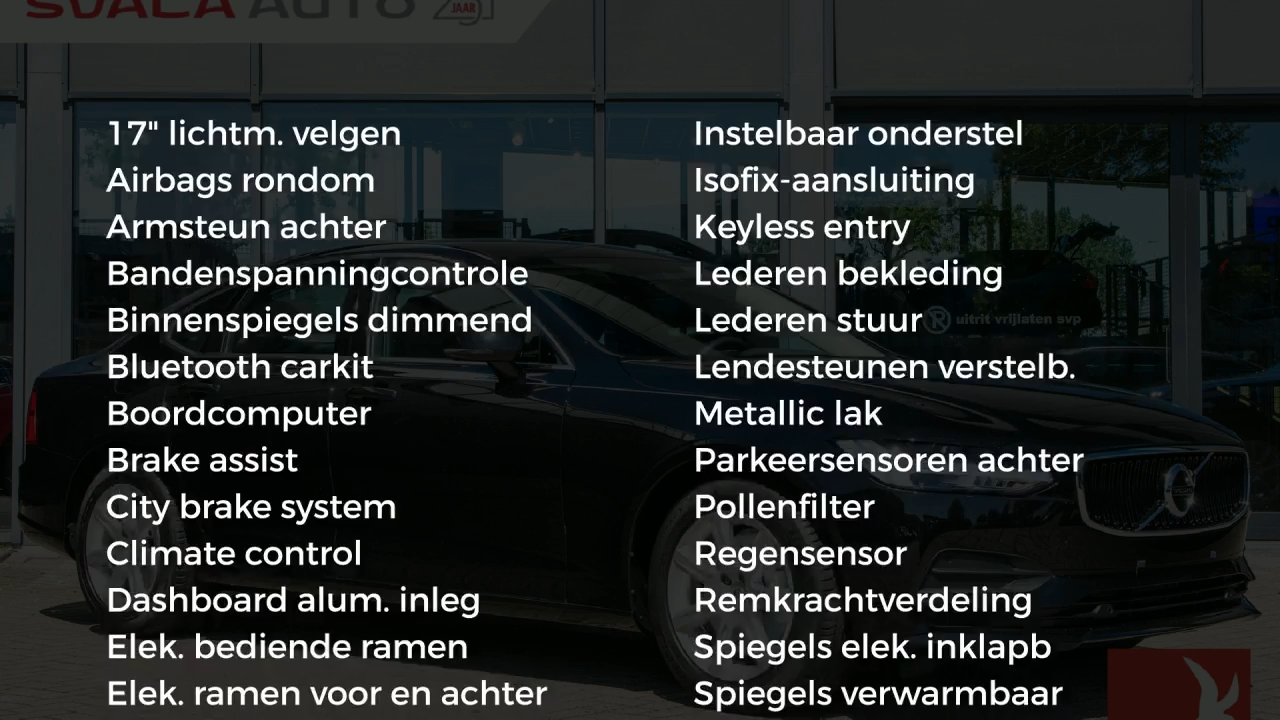 SVALA AUTO
JAAR
17" lichtm. velgen
Airbags rondom
Armsteun achter
Bandenspanningcontrole
Binnenspiegels dimmend
Bluetooth carkit
Boordcomputer
Brake assist
City brake system
Climate control
Dashboard alum. inleg
Elek. bediende ramen
Elek. ramen voor en achter
Instelbaar onderstel
Isofix-aansluiting
Keyless entry
Lederen bekleding
Lederen stuur
uitrit vrijlaten svp
Lendesteunen verstelb.
Metallic lak
Parkeersensoren achter
Pollenfilter
Regensensor
Remkrachtverdeling
Spiegels elek. inklapb
Spiegels verwarmbaar